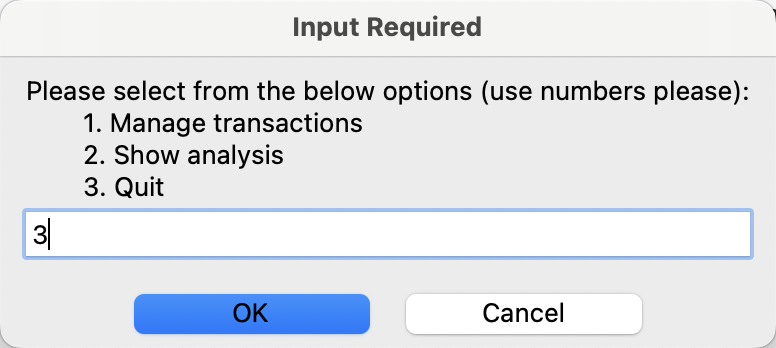 Input Required
Please select from the below options (use numbers please):
1. Manage transactions
2. Show analysis
3. Quit
3
OK Cancel